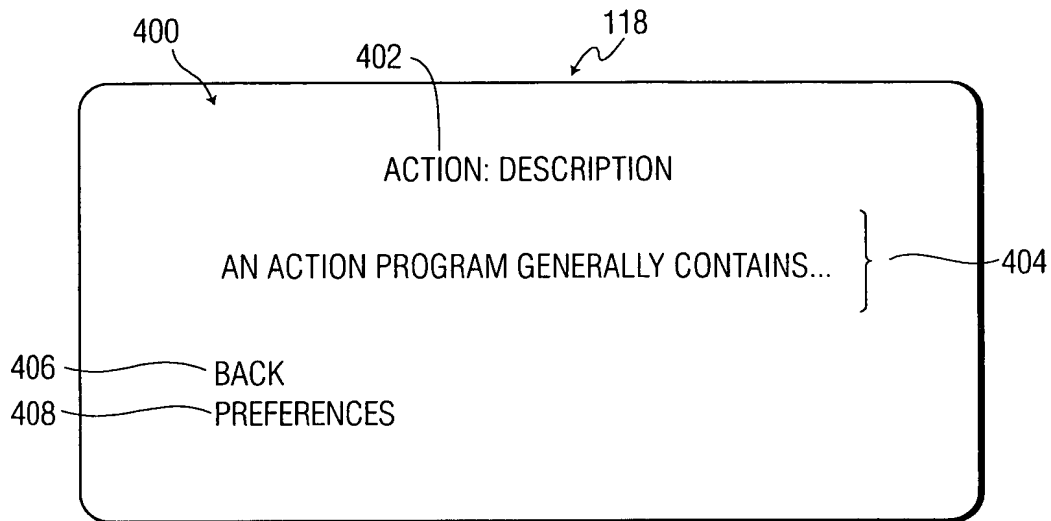 400
402
118
ACTION: DESCRIPTION
AN ACTION PROGRAM GENERALLY CONTAINS...
404
406 BACK
408 PREFERENCES